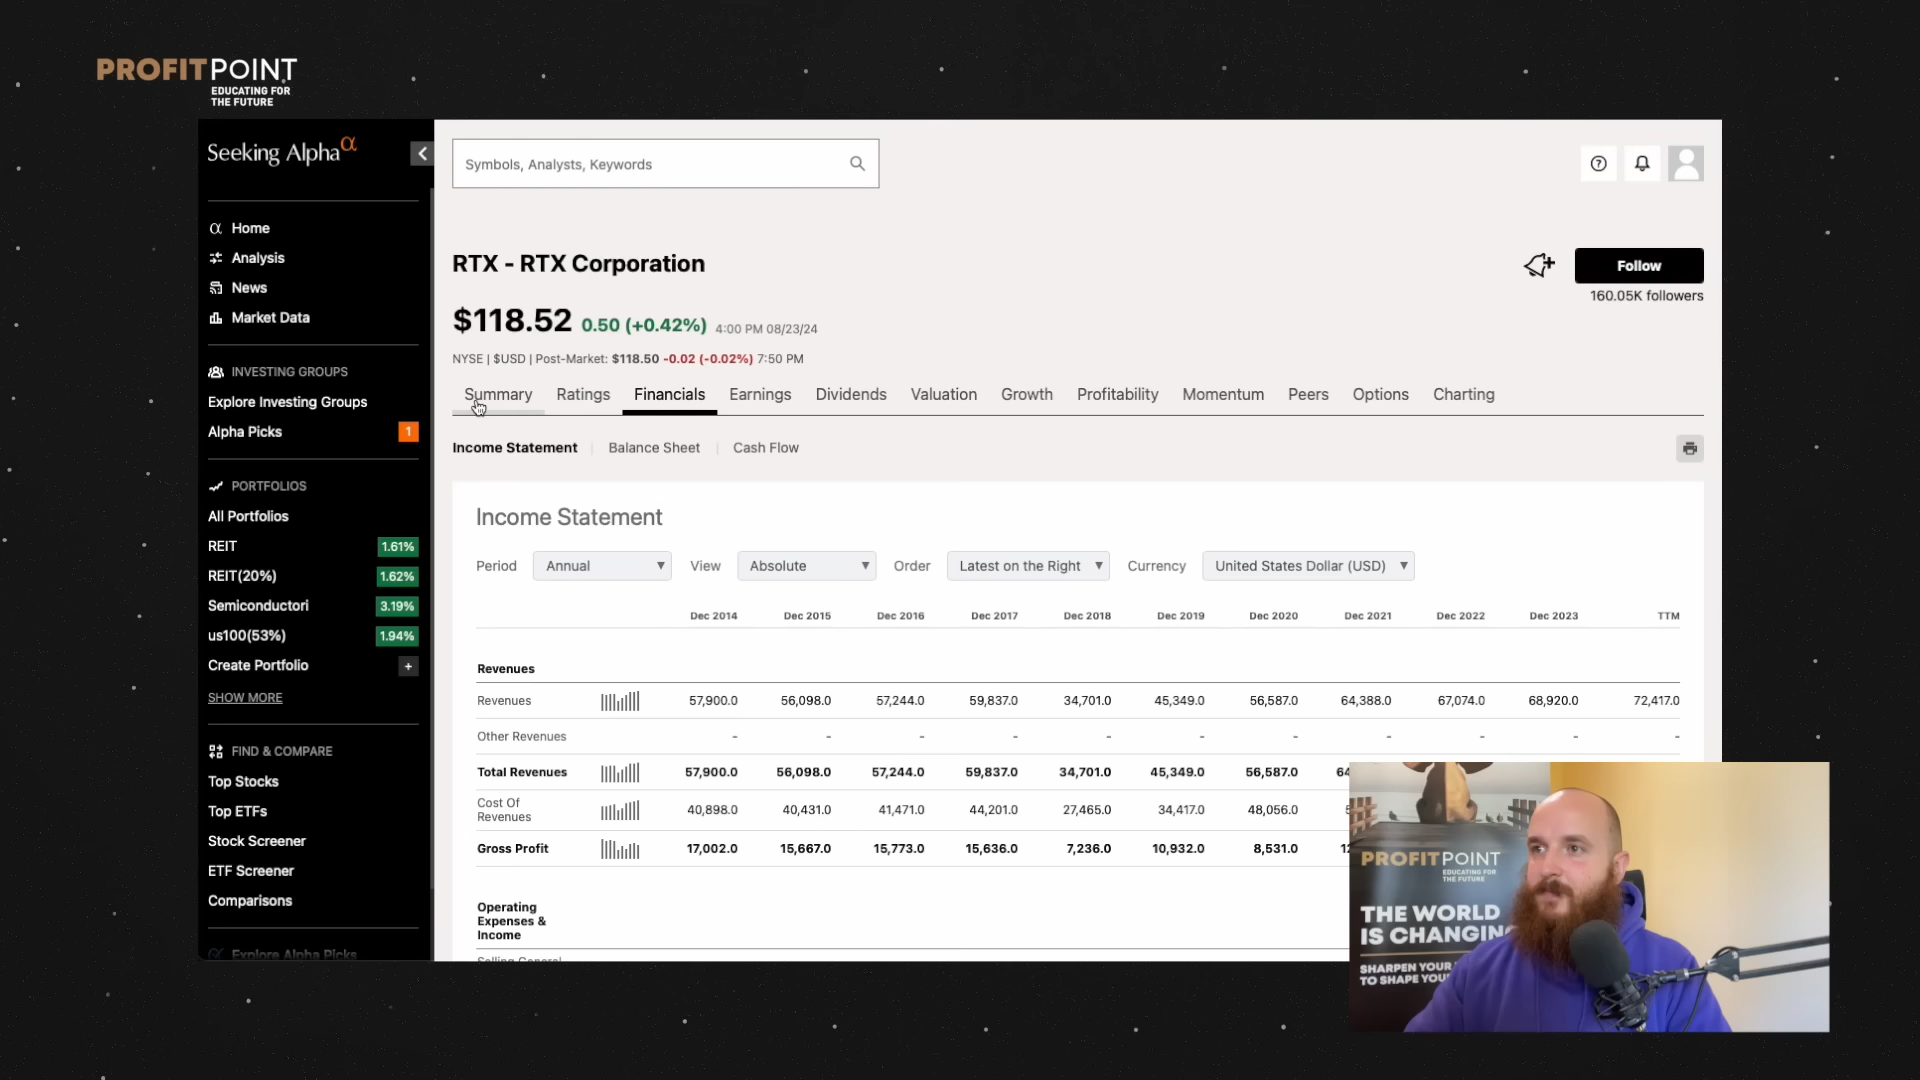 PROFITPOINT
EDUCATING FOR
THE FUTURE
Seeking Alpha α
Symbols, Analysts, Keywords
Home
Analysis
News
Market Data
INVESTING GROUPS
Explore Investing Groups
Alpha Picks 1
PORTFOLIOS
All Portfolios
REIT 1.61%
REIT(20%) 1.62%
Semiconductori 3.19%
us100(53%) 1.94%
Create Portfolio +
SHOW MORE
FIND & COMPARE
Top Stocks
Top ETFs
Stock Screener
ETF Screener
Comparisons
Explore Alpha Picks
RTX - RTX Corporation
Follow
160.05K followers
$118.52 0.50 (+0.42%) 4:00 PM 08/23/24
NYSE | $USD | Post-Market: $118.50 -0.02 (-0.02%) 7:50 PM
Summary Ratings Financials Earnings Dividends Valuation Growth Profitability Momentum Peers Options Charting
Income Statement Balance Sheet Cash Flow
Income Statement
Period Annual View Absolute Order Latest on the Right Currency United States Dollar (USD)
Dec 2014 Dec 2015 Dec 2016 Dec 2017 Dec 2018 Dec 2019 Dec 2020 Dec 2021 Dec 2022 Dec 2023 TTM
Revenues
Revenues 57,900.0 56,098.0 57,244.0 59,837.0 34,701.0 45,349.0 56,587.0 64,388.0 67,074.0 68,920.0 72,417.0
Other Revenues - - - - - - - - - - -
Total Revenues 57,900.0 56,098.0 57,244.0 59,837.0 34,701.0 45,349.0 56,587.0 64
Cost Of
Revenues 40,898.0 40,431.0 41,471.0 44,201.0 27,465.0 34,417.0 48,056.0
Gross Profit 17,002.0 15,667.0 15,773.0 15,636.0 7,236.0 10,932.0 8,531.0 12
Operating
Expenses &
Income
Selling General
PROFITPOINT
EDUCATING FOR
THE FUTURE
THE WORLD
IS CHANGING
SHARPEN YOUR
TO SHAPE YOU